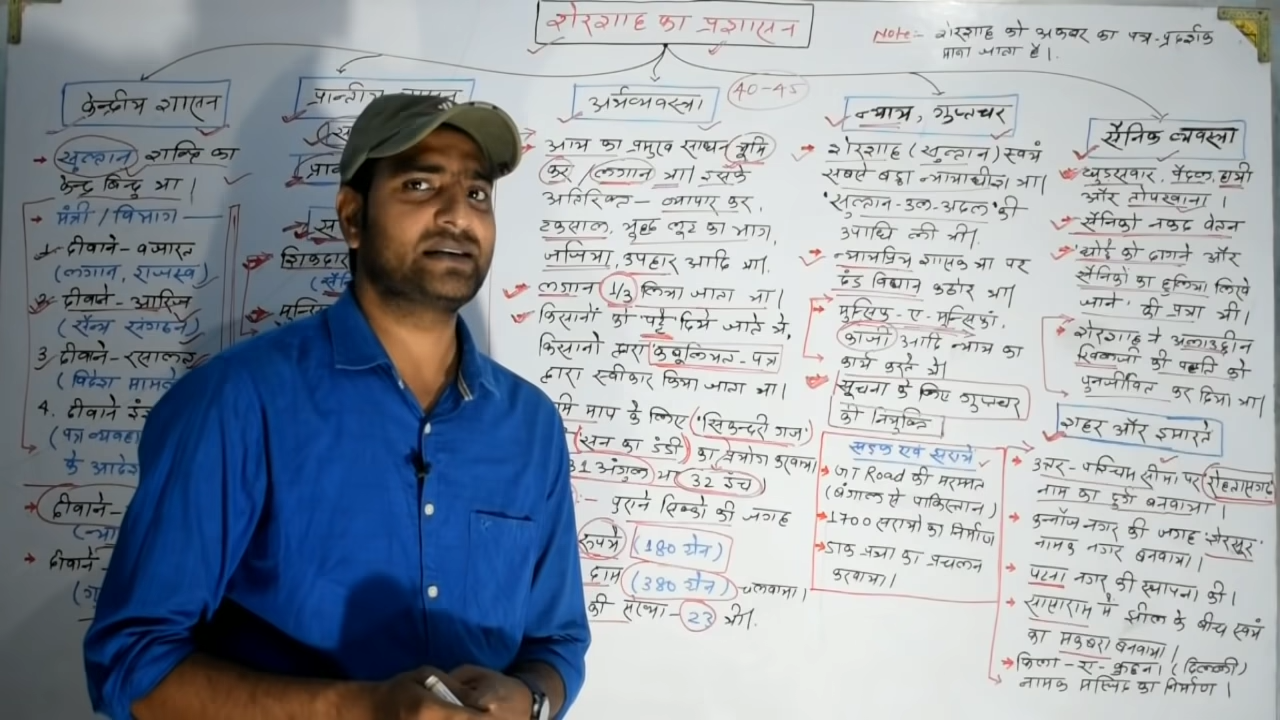 शेरशाह का प्रशासन
Note:- शेरशाह को अकबर का पत्र-प्रदर्शक
माना जाता है।
केन्द्रीय शासन
सुल्तान शक्ति का
केन्द्र बिन्दु था।
मंत्री / विभाग
1. दीवाने-वजारत
(लगान, राजस्व)
2. दीवाने-आरिज
(सैन्य संगठन)
3. दीवाने-रसालत
(विदेश मामले
4. दीवाने इंशा
(पत्र व्यवहा
के आदेश
दीवाने-
(न्या
दीवाने-
प्रान्तीय
शिकदार
(सै
अर्थव्यवस्था
40-45
आय का प्रमुख साधन भूमि
कर / लगान था। इसके
अतिरिक्त- व्यापार कर,
टकसाल, युद्ध लूट का भाग,
जजिया, उपहार आदि था।
लगान 1/3 लिया जाता था।
किसानों को पट्टे दिये जाते थे,
किसानो द्वारा कबूलियत-पत्र
द्वारा स्वीकार किया जाता था।
मि माप के लिए 'सिकन्दरी गज'
(सन का डंडी) का प्रयोग करवाया
31 अंगुल या 32 इंच)
:- पुराने सिक्को की जगह
रूपये (180 ग्रेन)
दाम (380 ग्रेन) चलवाया।
की संख्या- 23 थी।
न्याय, गुप्तचर
शेरशाह (सुल्तान) स्वयं
सबसे बड़ा न्यायाधीश था।
'सुल्तान-उल-अदल' की
उपाधि ली थी।
न्यायप्रिय शासक था पर
दंड विधान कठोर था।
मुन्सिफ-ए-मुन्सिफां,
काजी आदि न्याय का
कार्य करते थे।
सूचना के लिए गुप्तचर
की नियुक्ति
सड़क एवं सराये
JT Road की मरम्मत
(बंगाल से पाकिस्तान)
1700 सरायो का निर्माण
डाक प्रथा का प्रचलन
करवाया।
सैनिक व्यवस्था
घुड़सवार, पैदल, हाथी
और तोपखाना।
सैनिको नकद वेतन
घोड़े को दागने और
सैनिकों का हुलिया लिखे
जाने की प्रथा थी।
शेरशाह ने अलाउद्दीन
खिलजी की पद्धति को
पुनर्जीवित कर दिया था।
शहर और इमारते
उत्तर-पश्चिम सीमा पर रोहतासगढ़
नाम का दुर्ग बनवाया।
कन्नौज नगर की जगह 'शेरसूर'
नामक नगर बनवाया।
पटना नगर की स्थापना की।
सासाराम में झील के बीच स्वयं
का मकबरा बनवाया।
किला-ए-कुहना (दिल्ली)
नामक मस्जिद का निर्माण।